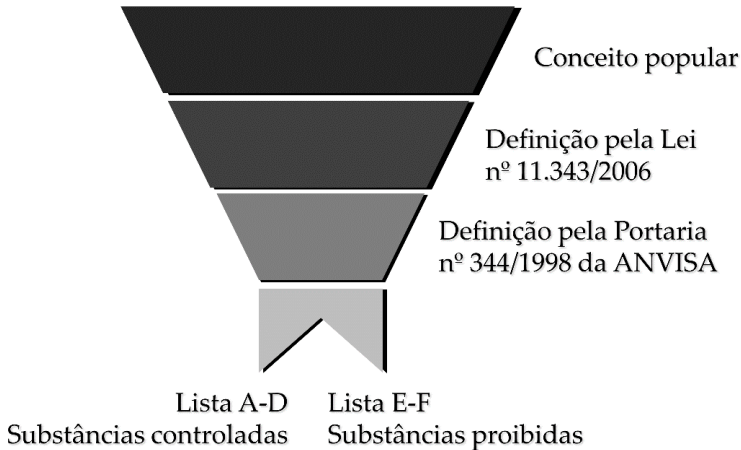 Conceito popular
Definição pela Lei
nº 11.343/2006
Definição pela Portaria
nº 344/1998 da ANVISA
Lista A-D
Substâncias controladas
Lista E-F
Substâncias proibidas